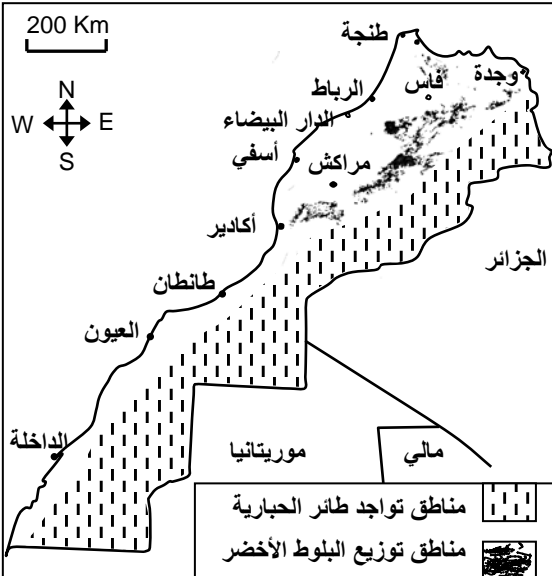 200 Km
طنجة
وجدة
فاس
الرباط
الدار البيضاء
N
W E
S
أسفي
مراكش
أكادير
الجزائر
طانطان
العيون
الداخلة
موريتانيا
مالي
مناطق تواجد طائر الحبارية
مناطق توزيع البلوط الأخضر